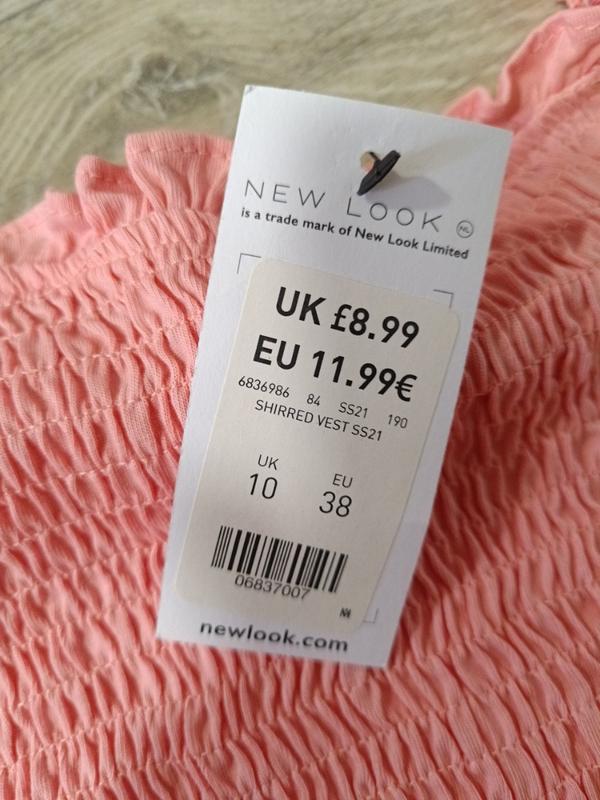 NEW LOOK NL
is a trade mark of New Look Limited
UK £8.99
EU 11.99€
6836986 84 SS21 190
SHIRRED VEST SS21
UK EU
10 38
06837007
newlook.com